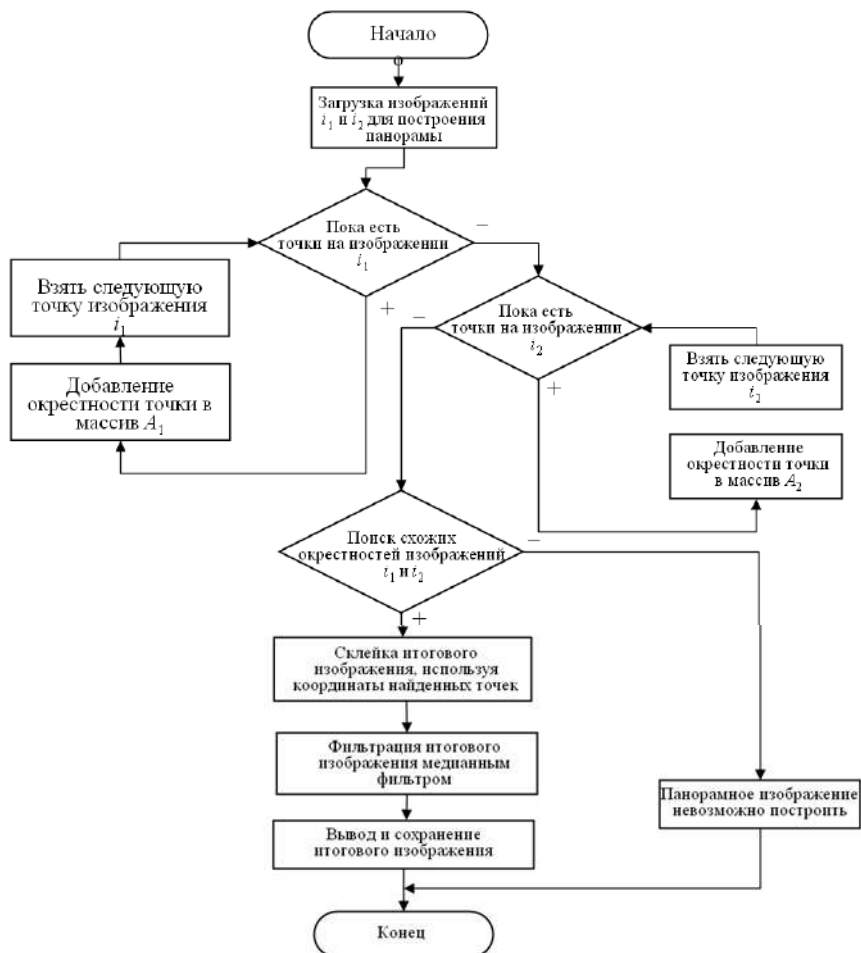 Начало
Загрузка изображений
i₁ и i₂ для построения
панорамы
Пока есть
точки на изображении
i₁
−
+
Взять следующую
точку изображения
i₁
Добавление
окрестности точки в
массив A₁
Пока есть
точки на изображении
i₂
−
+
Взять следующую
точку изображения
i₂
Добавление
окрестности точки
в массив A₂
Поиск схожих
окрестностей изображений
i₁ и i₂
−
+
Склейка итогового
изображения, используя
координаты найденных точек
Фильтрация итогового
изображения медианным
фильтром
Вывод и сохранение
итогового изображения
Панорамное изображение
невозможно построить
Конец